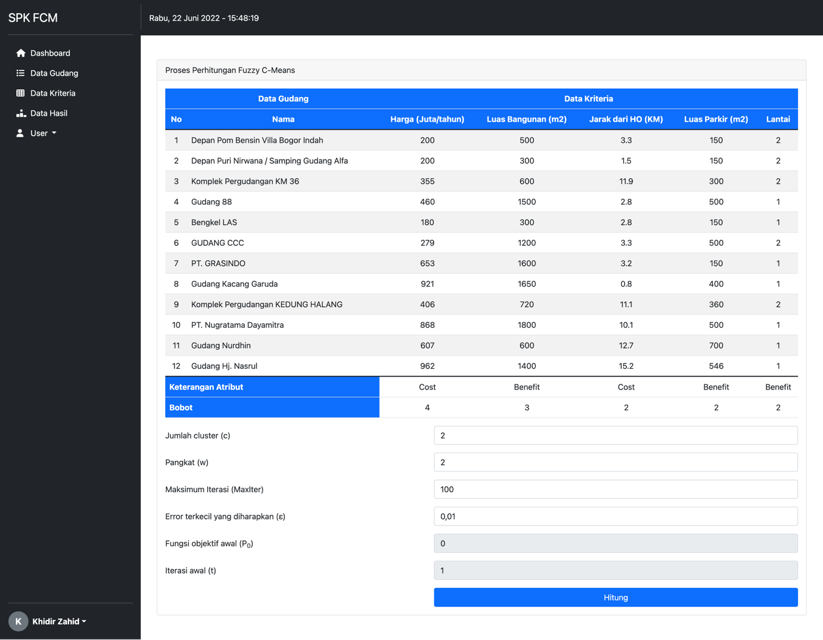 SPK FCM
Rabu, 22 Juni 2022 - 15:48:19
Dashboard
Data Gudang
Data Kriteria
Data Hasil
User
Proses Perhitungan Fuzzy C-Means
Data Gudang Data Kriteria
No Nama Harga (Juta/tahun) Luas Bangunan (m2) Jarak dari HO (KM) Luas Parkir (m2) Lantai
1 Depan Pom Bensin Villa Bogor Indah 200 500 3.3 150 2
2 Depan Puri Nirwana / Samping Gudang Alfa 200 300 1.5 150 2
3 Komplek Pergudangan KM 36 355 600 11.9 300 2
4 Gudang 88 460 1500 2.8 500 1
5 Bengkel LAS 180 300 2.8 150 1
6 GUDANG CCC 279 1200 3.3 500 2
7 PT. GRASINDO 653 1600 3.2 150 1
8 Gudang Kacang Garuda 921 1650 0.8 400 1
9 Komplek Pergudangan KEDUNG HALANG 406 720 11.1 360 2
10 PT. Nugratama Dayamitra 868 1800 10.1 500 1
11 Gudang Nurdhin 607 600 12.7 700 1
12 Gudang Hj. Nasrul 962 1400 15.2 546 1
Keterangan Atribut Cost Benefit Cost Benefit Benefit
Bobot 4 3 2 2 2
Jumlah cluster (c) 2
Pangkat (w) 2
Maksimum Iterasi (MaxIter) 100
Error terkecil yang diharapkan (ε) 0,01
Fungsi objektif awal (P0) 0
Iterasi awal (t) 1
Hitung
K Khidir Zahid